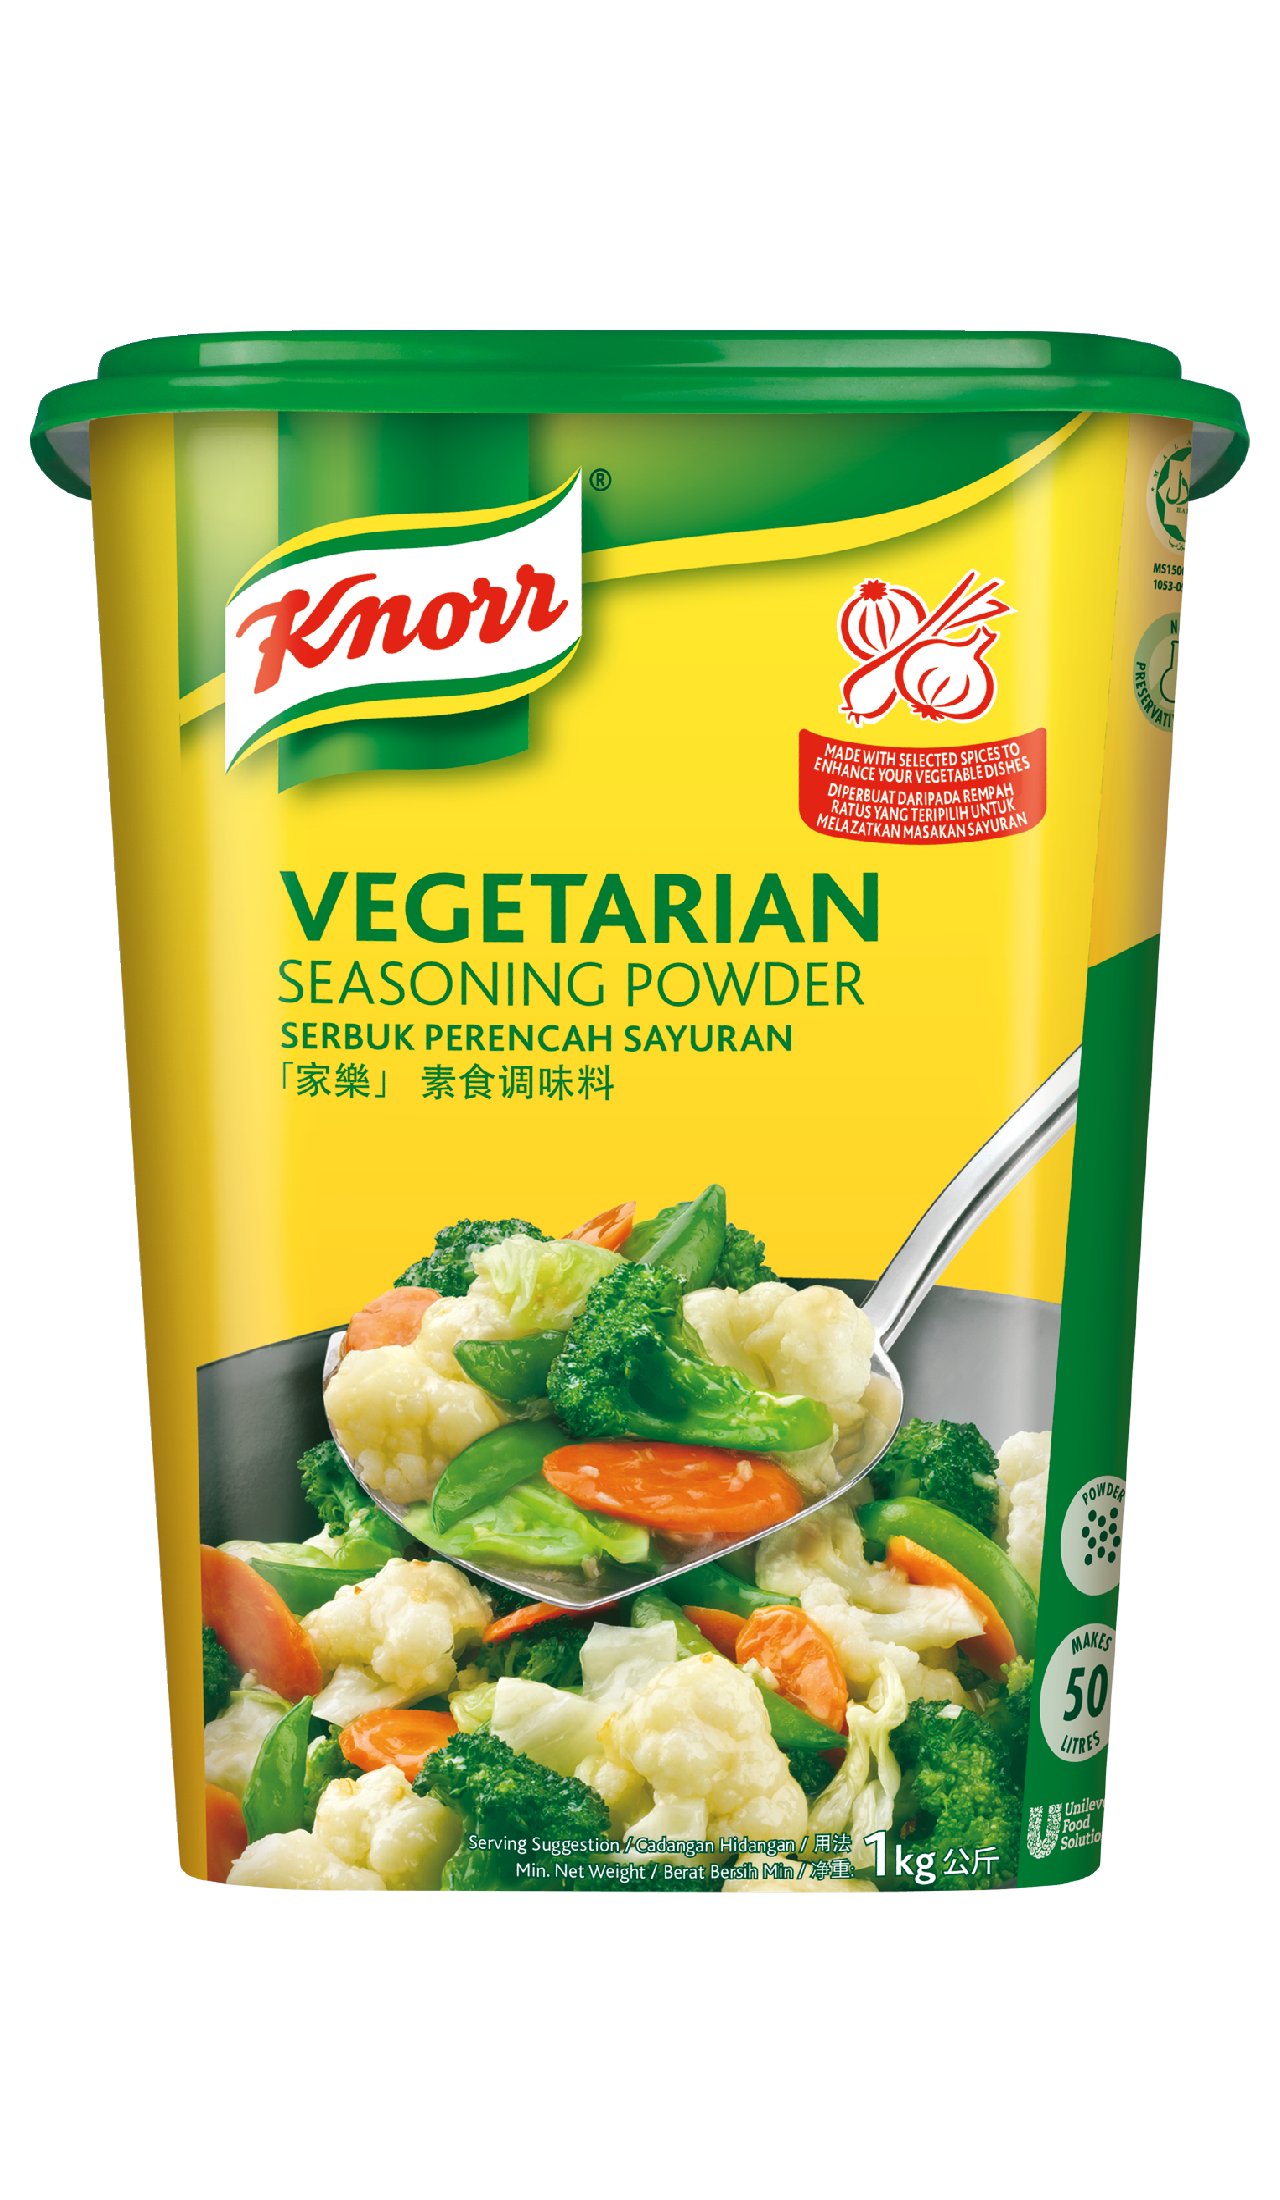 Knorr®
MADE WITH SELECTED SPICES TO
ENHANCE YOUR VEGETABLE DISHES
DIPERBUAT DARIPADA REMPAH
RATUS YANG TERIPILIH UNTUK
MELAZATKAN MASAKAN SAYURAN
VEGETARIAN
SEASONING POWDER
SERBUK PERENCAH SAYURAN
「家樂」 素食调味料
POWDER
MAKES
50
LITRES
Food
Serving Suggestion / Cadangan Hidangan / 用法
Min. Net Weight / Berat Bersih Min / 净重:
1kg 公斤